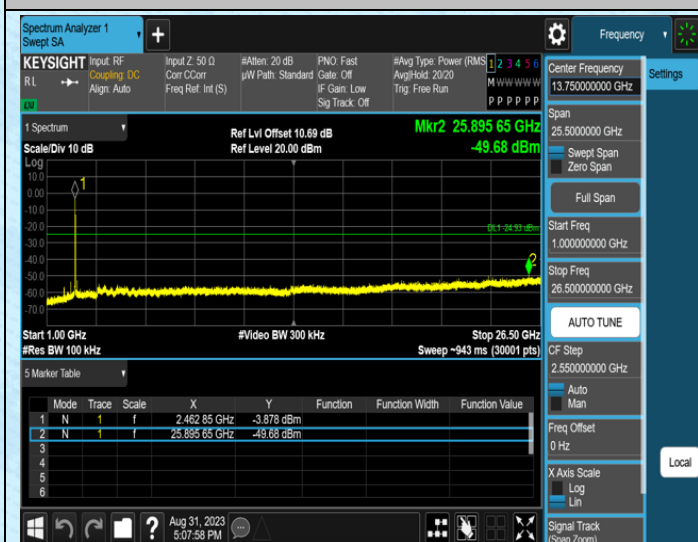 Spectrum Analyzer 1
Swept SA
Frequency
KEYSIGHT
R L
LXI
Input: RF
Coupling: DC
Align: Auto
Input Z: 50 Ω
Corr CCorr
Freq Ref: Int (S)
#Atten: 20 dB
µW Path: Standard
PNO: Fast
Gate: Off
IF Gain: Low
Sig Track: Off
#Avg Type: Power (RMS
Avg|Hold: 20/20
Trig: Free Run
1 2 3 4 5 6
M W W W W W
P P P P P P
1 Spectrum
Scale/Div 10 dB
Ref Lvl Offset 10.69 dB
Ref Level 20.00 dBm
Mkr2 25.895 65 GHz
-49.68 dBm
Log
10.0
0.00
-10.0
-20.0
-30.0
-40.0
-50.0
-60.0
-70.0
1
2
DL1 -24.93 dBm
Start 1.00 GHz
#Res BW 100 kHz
#Video BW 300 kHz
Stop 26.50 GHz
Sweep ~943 ms (30001 pts)
5 Marker Table
Mode Trace Scale X Y Function Function Width Function Value
1 N 1 f 2.462 85 GHz -3.878 dBm
2 N 1 f 25.895 65 GHz -49.68 dBm
3
4
5
6
Aug 31, 2023
5:07:58 PM
Center Frequency
13.750000000 GHz
Span
25.5000000 GHz
Swept Span
Zero Span
Full Span
Start Freq
1.000000000 GHz
Stop Freq
26.500000000 GHz
AUTO TUNE
CF Step
2.550000000 GHz
Auto
Man
Freq Offset
0 Hz
X Axis Scale
Log
Lin
Signal Track
(Span Zoom)
Settings
Local